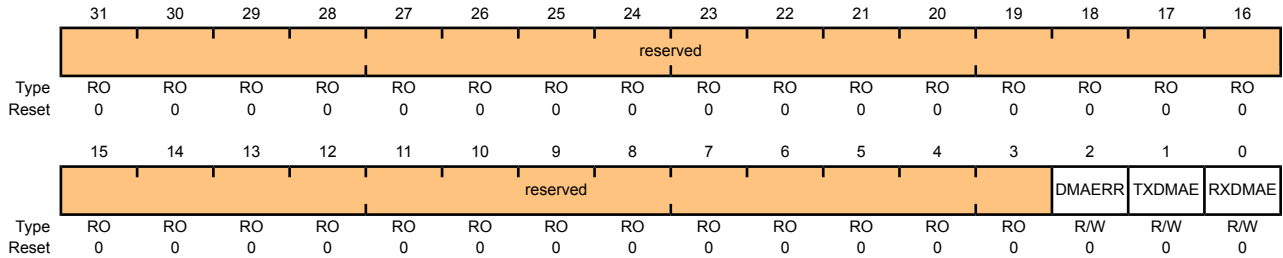 31 30 29 28 27 26 25 24 23 22 21 20 19 18 17 16
reserved
Type RO RO RO RO RO RO RO RO RO RO RO RO RO RO RO RO
Reset 0 0 0 0 0 0 0 0 0 0 0 0 0 0 0 0
15 14 13 12 11 10 9 8 7 6 5 4 3 2 1 0
reserved DMAERR TXDMAE RXDMAE
Type RO RO RO RO RO RO RO RO RO RO RO RO RO R/W R/W R/W
Reset 0 0 0 0 0 0 0 0 0 0 0 0 0 0 0 0